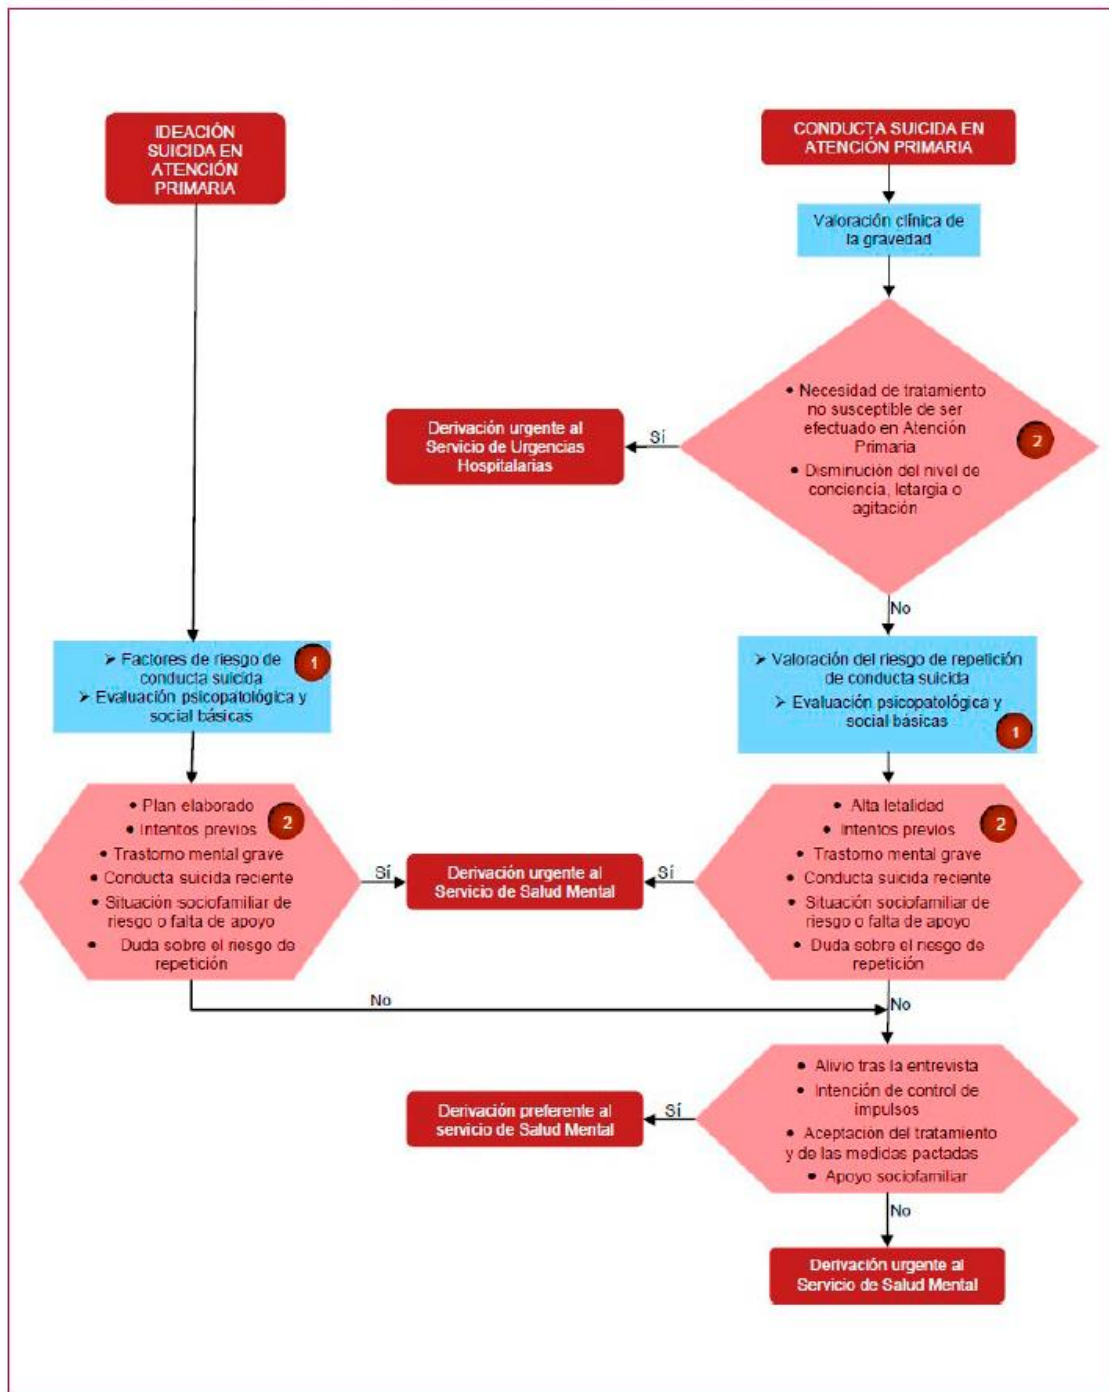 IDEACIÓN
SUICIDA EN
ATENCIÓN
PRIMARIA
CONDUCTA SUICIDA EN
ATENCIÓN PRIMARIA
Valoración clínica de
la gravedad
• Necesidad de tratamiento
no susceptible de ser
efectuado en Atención
Primaria
• Disminución del nivel de
conciencia, letargia o
agitación
2
Sí
Derivación urgente al
Servicio de Urgencias
Hospitalarias
No
➢ Factores de riesgo de
conducta suicida
➢ Evaluación psicopatológica y
social básicas
1
➢ Valoración del riesgo de repetición
de conducta suicida
➢ Evaluación psicopatológica y
social básicas
1
• Plan elaborado
• Intentos previos
• Trastorno mental grave
• Conducta suicida reciente
• Situación sociofamiliar de
riesgo o falta de apoyo
• Duda sobre el riesgo de
repetición
2
Sí
Derivación urgente al
Servicio de Salud Mental
Sí
• Alta letalidad
• Intentos previos
• Trastorno mental grave
• Conducta suicida reciente
• Situación sociofamiliar de
riesgo o falta de apoyo
• Duda sobre el riesgo de
repetición
2
No
No
• Alivio tras la entrevista
• Intención de control de
impulsos
• Aceptación del tratamiento
y de las medidas pactadas
• Apoyo sociofamiliar
Sí
Derivación preferente al
servicio de Salud Mental
No
Derivación urgente al
Servicio de Salud Mental